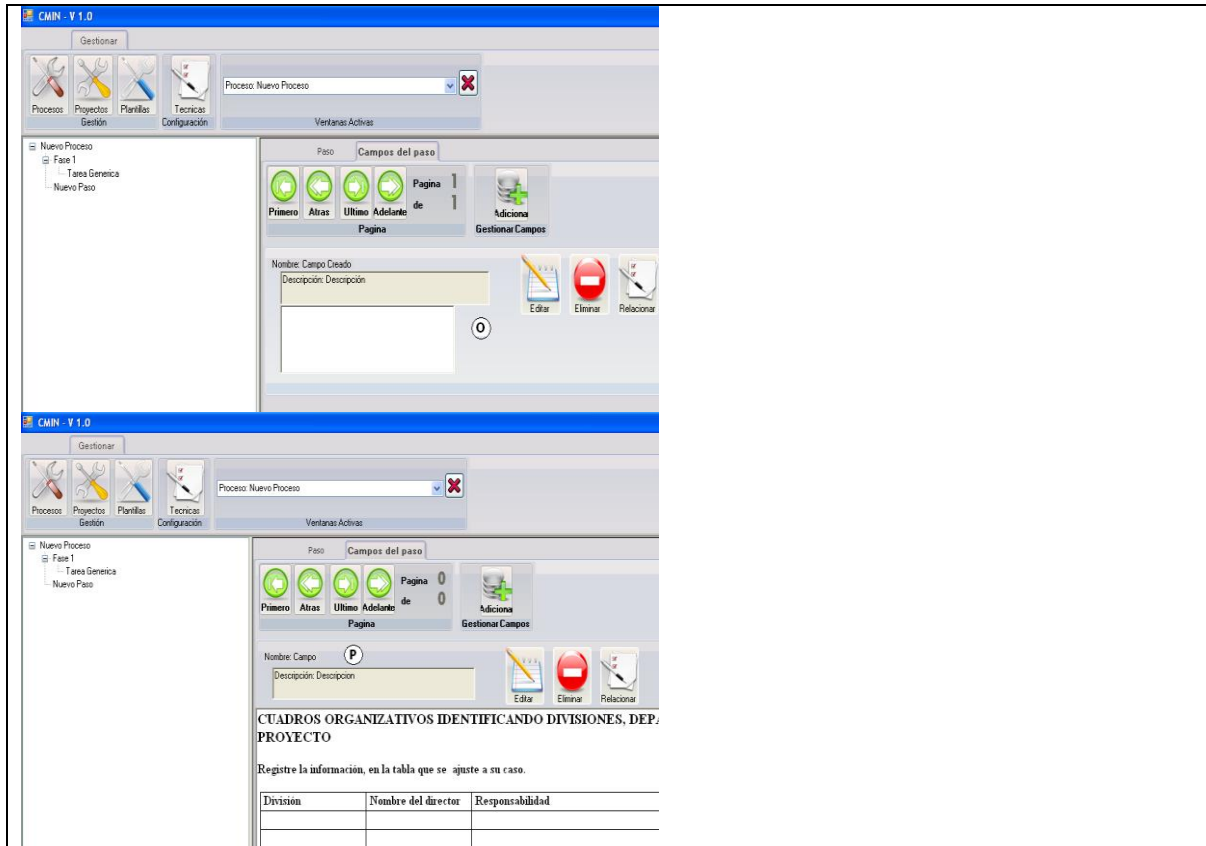 CMIN - V 1.0
Gestionar
Procesos Proyectos Plantillas Tecnicas
Gestión Configuración Ventanas Activas
Proceso: Nuevo Proceso
Nuevo Proceso
Fase 1
Tarea Generica
Nuevo Paso
Paso Campos del paso
Primero Atras Ultimo Adelante
Pagina 1
de 1
Adiciona
Pagina Gestionar Campos
Nombre: Campo Creado
Descripción: Descripción
Editar Eliminar Relacionar
O
CMIN - V 1.0
Gestionar
Procesos Proyectos Plantillas Tecnicas
Gestión Configuración Ventanas Activas
Proceso: Nuevo Proceso
Nuevo Proceso
Fase 1
Tarea Generica
Nuevo Paso
Paso Campos del paso
Primero Atras Ultimo Adelante
Pagina 0
de 0
Adiciona
Pagina Gestionar Campos
Nombre: Campo P
Descripción: Descripcion
Editar Eliminar Relacionar
CUADROS ORGANIZATIVOS IDENTIFICANDO DIVISIONES, DEPA
PROYECTO
Registre la información, en la tabla que se ajuste a su caso.
División Nombre del director Responsabilidad